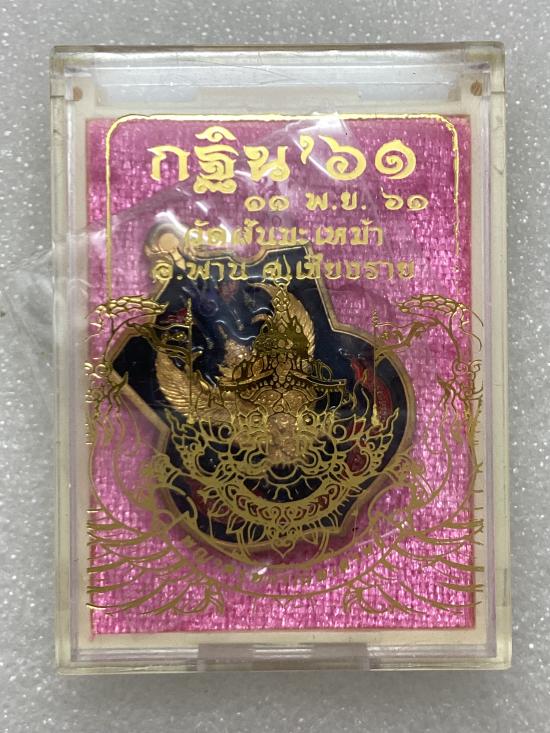 กฐิน'๖๑
๑๑ พ.ย. ๖๑
วัดสันมะเหม้า
อ.พาน จ.เชียงราย